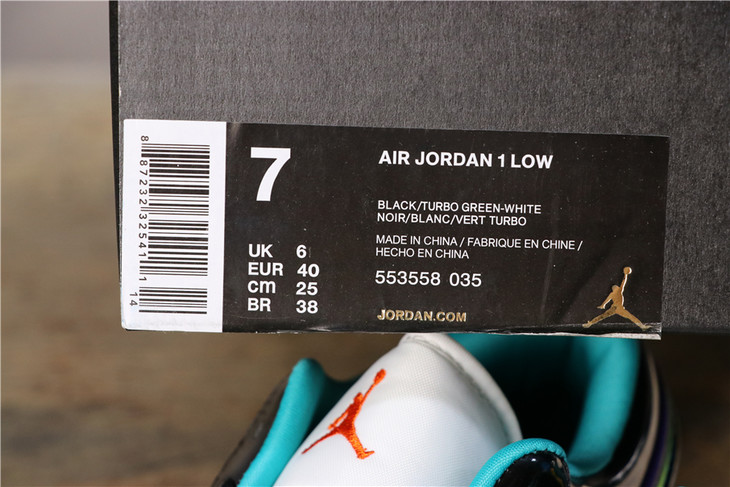 7
AIR JORDAN 1 LOW
BLACK/TURBO GREEN-WHITE
NOIR/BLANC/VERT TURBO
MADE IN CHINA / FABRIQUE EN CHINE /
HECHO EN CHINA
553558 035
JORDAN.COM
UK 6
EUR 40
cm 25
BR 38
8 87232 32541 1
14